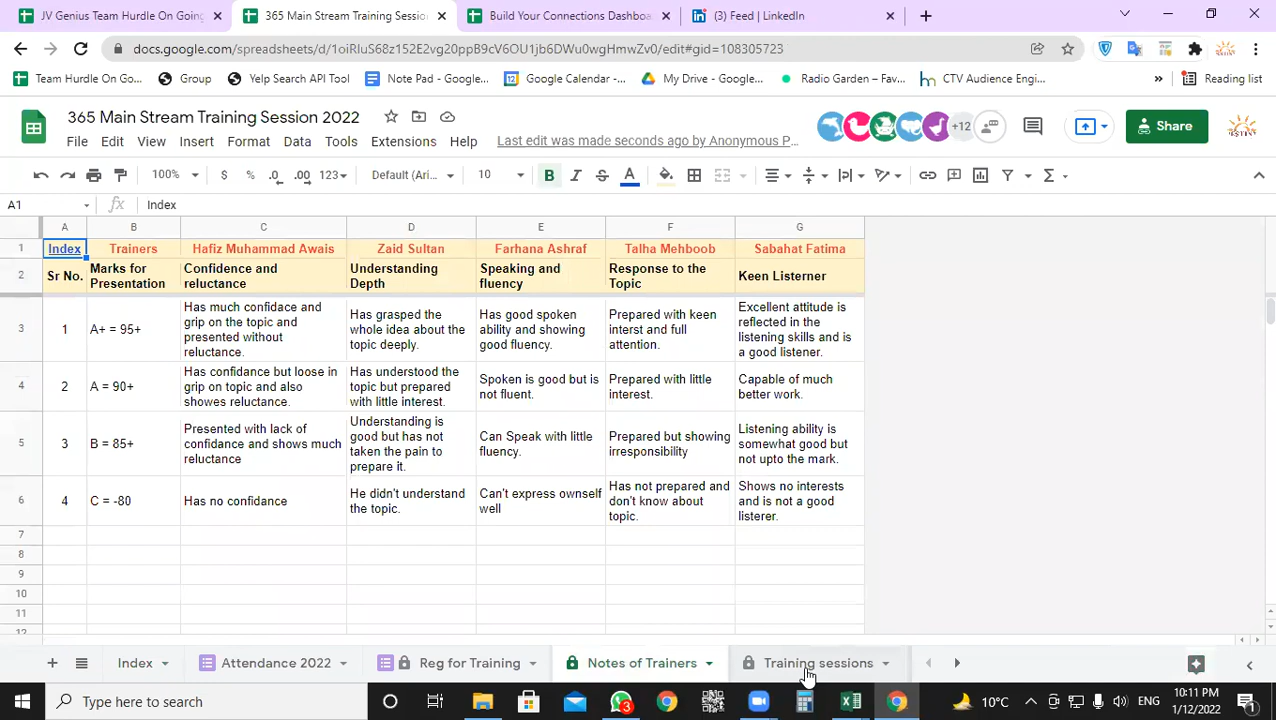 JV Genius Team Hurdle On Going
365 Main Stream Training Sessio
Build Your Connections Dashboa
(3) Feed | LinkedIn
docs.google.com/spreadsheets/d/1oiRluS68z152E2vg20jpB9cV6OU1jb6DWu0wgHmwZv0/edit#gid=108305723
Team Hurdle On Go...
Group
Yelp Search API Tool
Note Pad - Google...
Google Calendar -...
My Drive - Google...
Radio Garden – Fav...
CTV Audience Engi...
»
Reading list
365 Main Stream Training Session 2022
+12
Share
File Edit View Insert Format Data Tools Extensions Help
Last edit was made seconds ago by Anonymous P...
100% $ % .0 .00 123 Default (Ari... 10 B I S A Σ
A1 fx Index
A B C D E F G
1 Index Trainers Hafiz Muhammad Awais Zaid Sultan Farhana Ashraf Talha Mehboob Sabahat Fatima
2 Sr No.
Marks for
Presentation
Confidence and
reluctance
Understanding
Depth
Speaking and
fluency
Response to the
Topic
Keen Listerner
3 1 A+ = 95+
Has much confidace and
grip on the topic and
presented without
reluctance.
Has grasped the
whole idea about the
topic deeply.
Has good spoken
ability and showing
good fluency.
Prepared with keen
interst and full
attention.
Excellent attitude is
reflected in the
listening skills and is
a good listener.
4 2 A = 90+
Has confidance but loose in
grip on topic and also
showes reluctance.
Has understood the
topic but prepared
with little interest.
Spoken is good but is
not fluent.
Prepared with little
interest.
Capable of much
better work.
5 3 B = 85+
Presented with lack of
confidance and shows much
reluctance
Understanding is
good but has not
taken the pain to
prepare it.
Can Speak with little
fluency.
Prepared but showing
irresponsibility
Listening ability is
somewhat good but
not upto the mark.
6 4 C = -80
Has no confidance
He didn't understand
the topic.
Can't express ownself
well
Has not prepared and
don't know about
topic.
Shows no interests
and is not a good
listerer.
7
8
9
10
11
12
Index
Attendance 2022
Reg for Training
Notes of Trainers
Training sessions
Type here to search
3
10°C
ENG
10:11 PM
1/12/2022
1